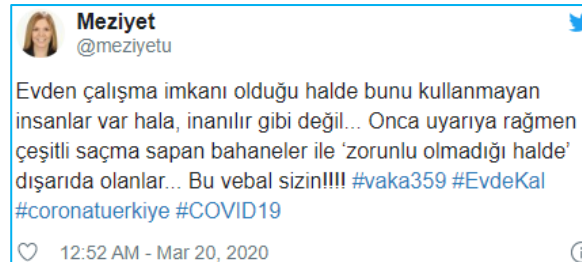 Meziyet
@meziyetu
Evden çalışma imkanı olduğu halde bunu kullanmayan
insanlar var hala, inanılır gibi değil... Onca uyarıya rağmen
çeşitli saçma sapan bahaneler ile ‘zorunlu olmadığı halde’
dışarıda olanlar... Bu vebal sizin!!!! #vaka359 #EvdeKal
#coronatuerkiye #COVID19
12:52 AM - Mar 20, 2020